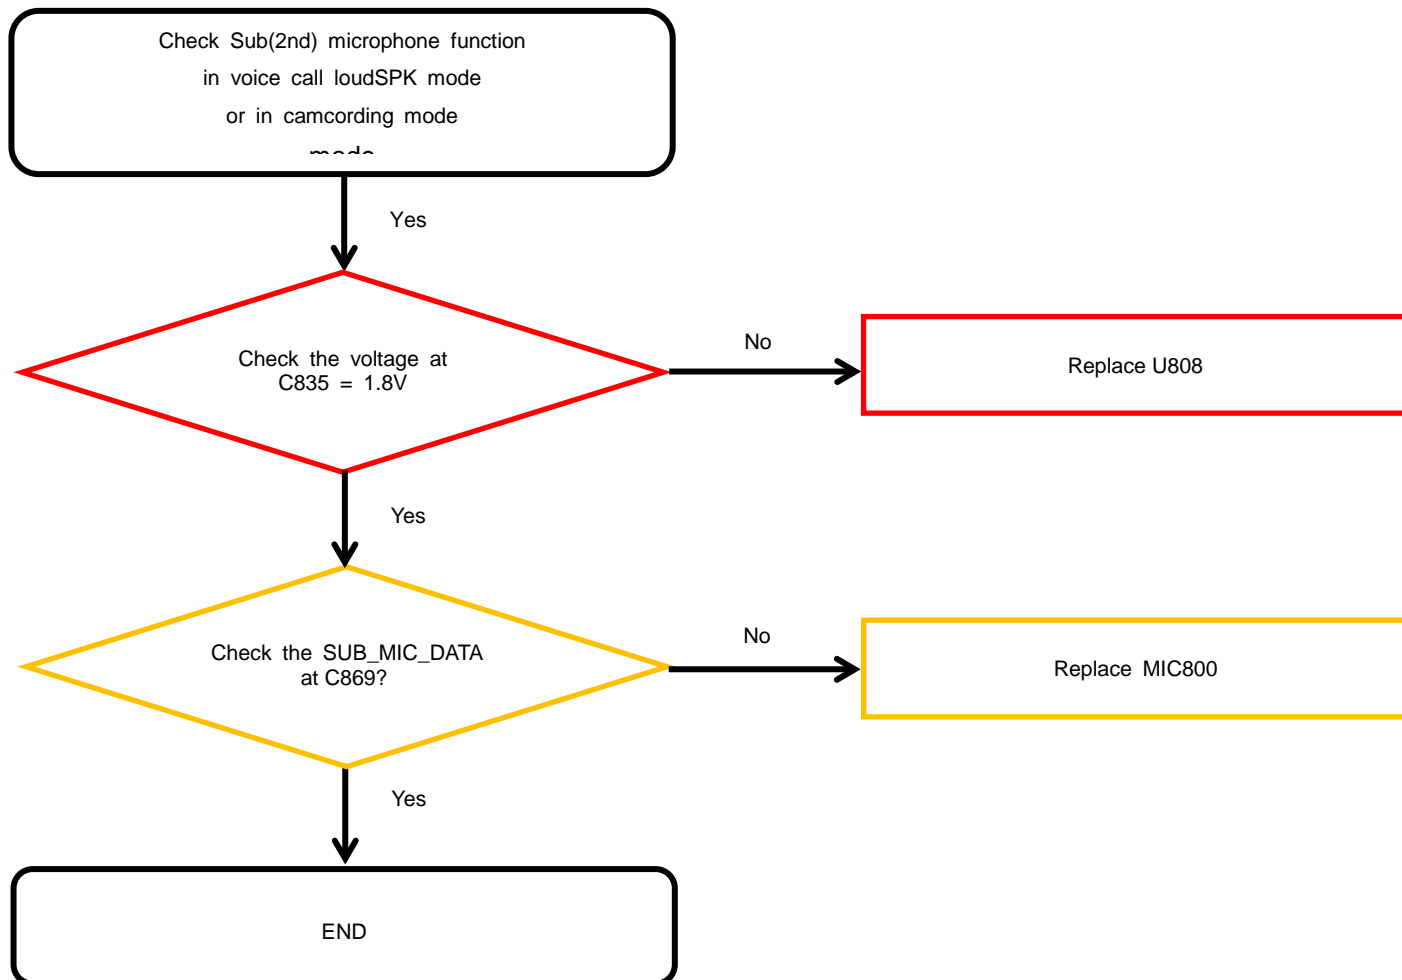 Check Sub(2nd) microphone function
in voice call loudSPK mode
or in camcording mode
mode
Yes
Check the voltage at
C835 = 1.8V
No
Replace U808
Yes
Check the SUB_MIC_DATA
at C869?
No
Replace MIC800
Yes
END